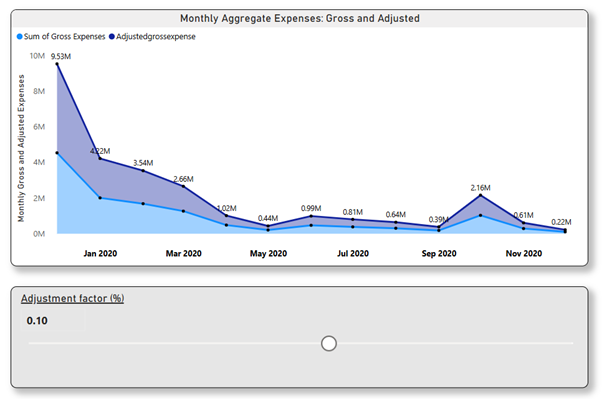 Monthly Aggregate Expenses: Gross and Adjusted
Sum of Gross Expenses Adjustedgrossexpense
Monthly Gross and Adjusted Expenses
10M
8M
6M
4M
2M
0M
9.53M
4.22M
3.54M
2.66M
1.02M
0.44M
0.99M
0.81M
0.64M
0.39M
2.16M
0.61M
0.22M
Jan 2020 Mar 2020 May 2020 Jul 2020 Sep 2020 Nov 2020
Adjustment factor (%)
0.10